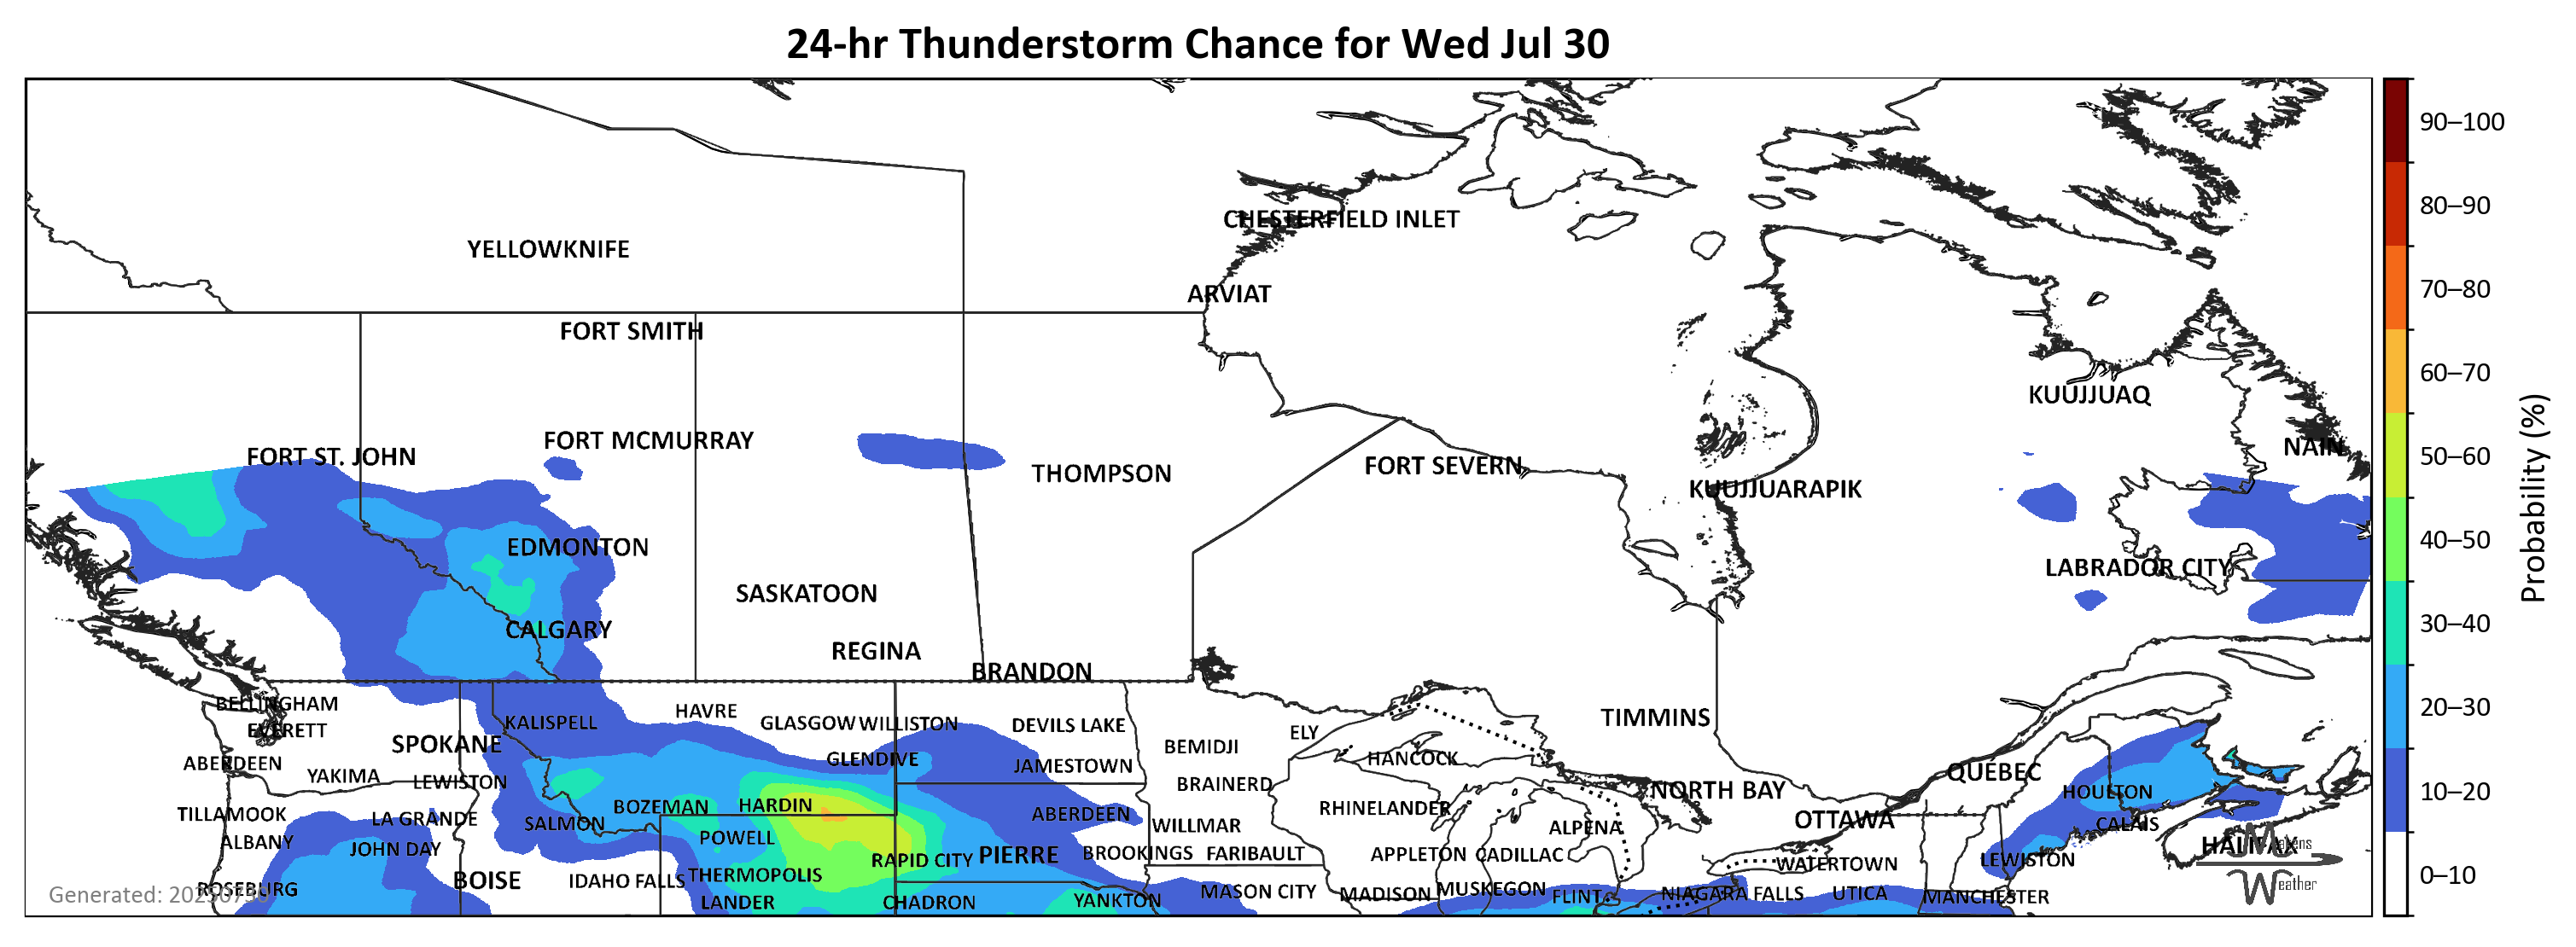 24-hr Thunderstorm Chance for Wed Jul 30
90–100
80–90
70–80
60–70
50–60
40–50
30–40
20–30
10–20
0–10
Probability (%)
CHESTERFIELD INLET
YELLOWKNIFE
ARVIAT
FORT SMITH
KUUJJUAQ
FORT MCMURRAY
NAIN
FORT ST. JOHN
FORT SEVERN
THOMPSON
KUUJJUARAPIK
EDMONTON
LABRADOR CITY
SASKATOON
CALGARY
REGINA
BRANDON
BELLINGHAM
HAVRE
TIMMINS
KALISPELL
GLASGOW
WILLISTON
DEVILS LAKE
EVERETT
ELY
SPOKANE
BEMIDJI
GLENDIVE
HANCOCK
ABERDEEN
JAMESTOWN
QUÉBEC
YAKIMA
LEWISTON
BRAINERD
NORTH BAY
HOULTON
BOZEMAN
HARDIN
RHINELANDER
TILLAMOOK
LA GRANDE
ABERDEEN
OTTAWA
SALMON
WILLMAR
ALPENA
CALAIS
POWELL
ALBANY
JOHN DAY
HALIFAX
Makens
Weather
BROOKINGS
FARIBAULT
APPLETON
CADILLAC
PIERRE
RAPID CITY
WATERTOWN
LEWISTON
THERMOPOLIS
BOISE
IDAHO FALLS
ROSEBURG
MASON CITY
MADISON
MUSKEGON
FLINT
NIAGARA FALLS
UTICA
MANCHESTER
LANDER
CHADRON
YANKTON
Generated: 20250730